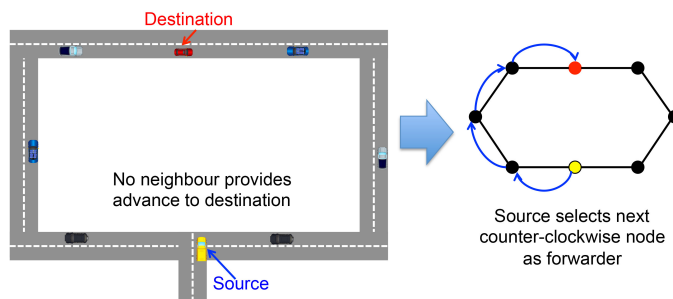 Destination
No neighbour provides
advance to destination
Source
Source selects next
counter-clockwise node
as forwarder